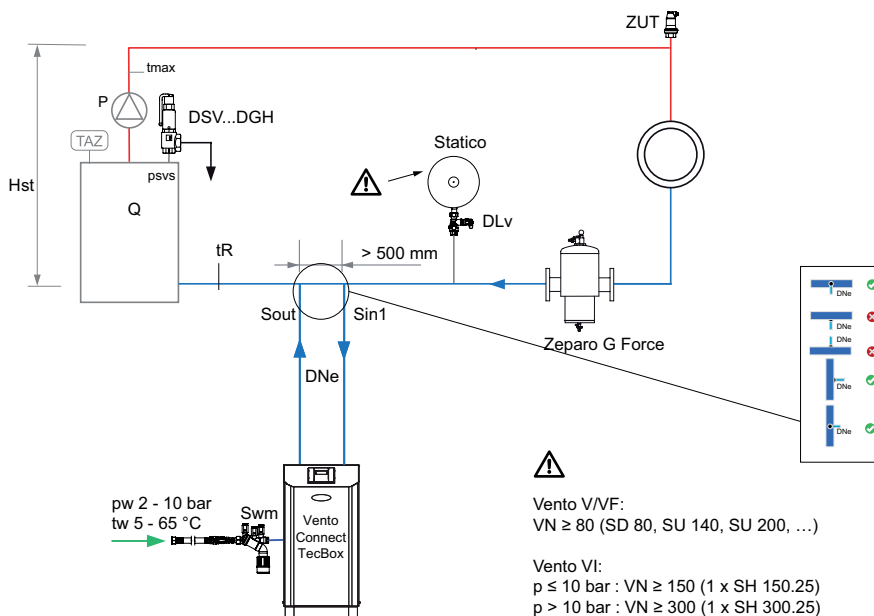 ZUT
tmax
P
DSV...DGH
TAZ
psvs
Hst
Q
Statico
DLv
tR
> 500 mm
Sout
Sin1
Zeparo G Force
DNe
DNe
DNe
DNe
DNe
DNe
pw 2 - 10 bar
tw 5 - 65 °C
Swm
Vento
Connect
TecBox
Vento V/VF:
VN ≥ 80 (SD 80, SU 140, SU 200, …)
Vento VI:
p ≤ 10 bar : VN ≥ 150 (1 x SH 150.25)
p > 10 bar : VN ≥ 300 (1 x SH 300.25)